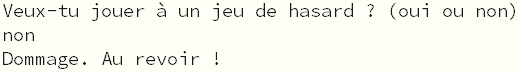 Veux-tu jouer à un jeu de hasard ? (oui ou non)
non
Dommage. Au revoir !